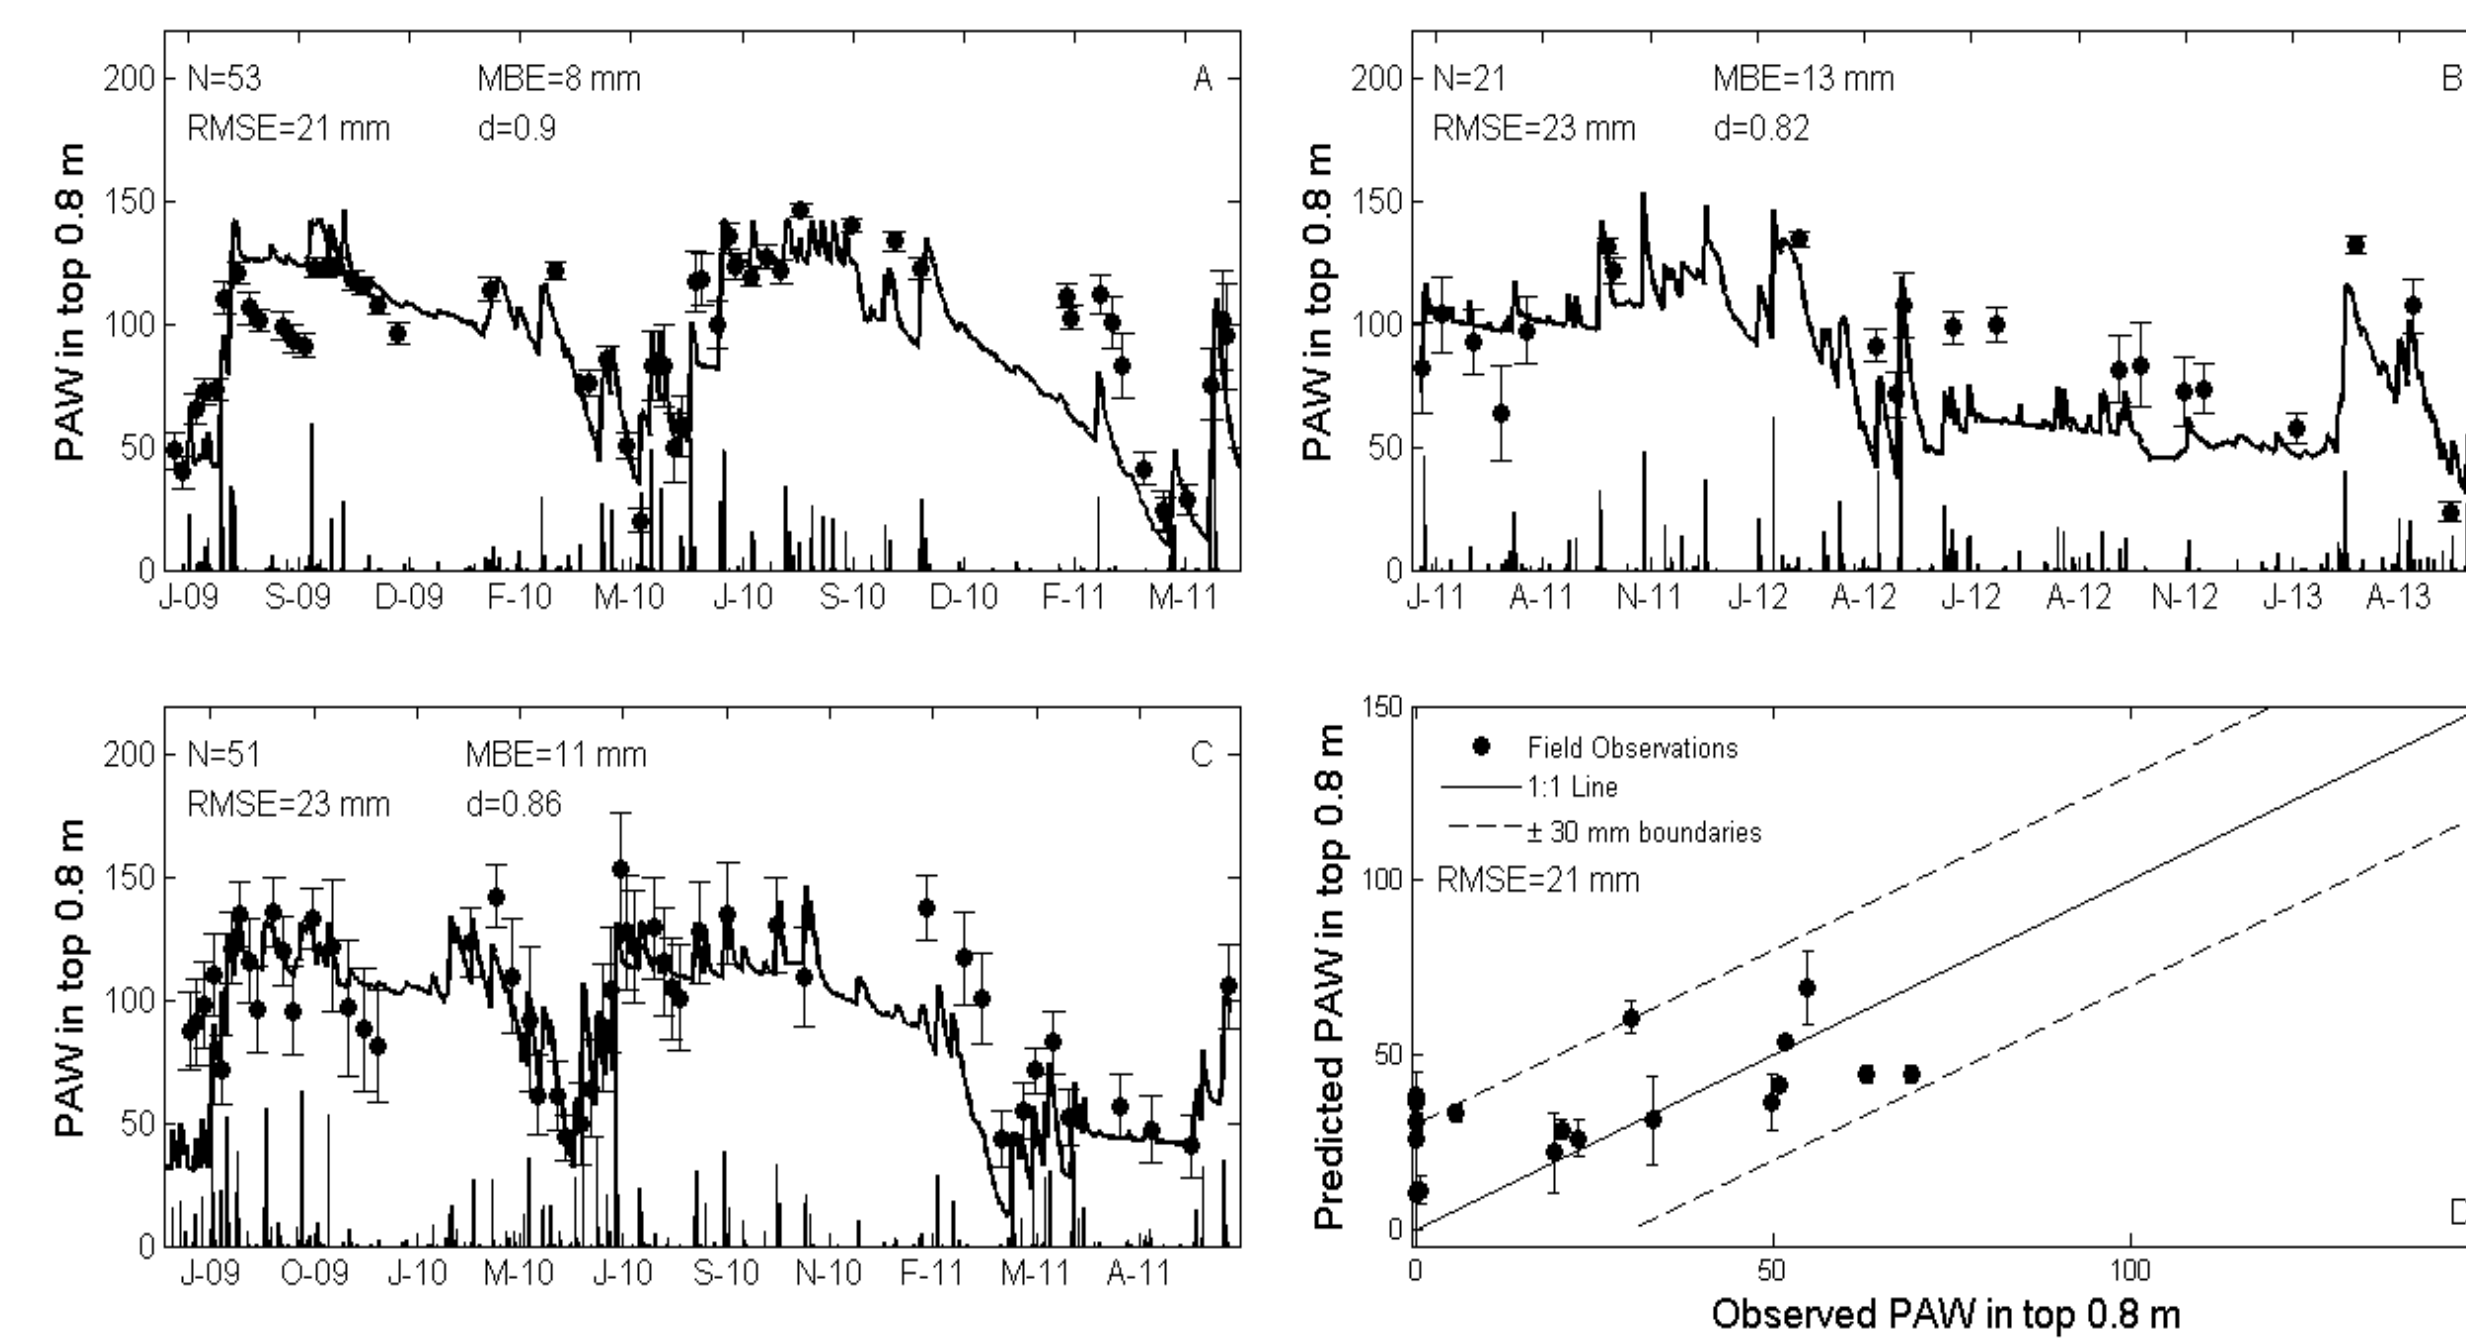 N=53 MBE=8 mm A
RMSE=21 mm d=0.9
PAW in top 0.8 m
200
150
100
50
0
J-09 S-09 D-09 F-10 M-10 J-10 S-10 D-10 F-11 M-11
N=21 MBE=13 mm B
RMSE=23 mm d=0.82
PAW in top 0.8 m
200
150
100
50
0
J-11 A-11 N-11 J-12 A-12 J-12 A-12 N-12 J-13 A-13
N=51 MBE=11 mm C
RMSE=23 mm d=0.86
PAW in top 0.8 m
200
150
100
50
0
J-09 O-09 J-10 M-10 J-10 S-10 N-10 F-11 M-11 A-11
Predicted PAW in top 0.8 m
150
100
50
0
Field Observations
1:1 Line
± 30 mm boundaries
RMSE=21 mm
D
0 50 100
Observed PAW in top 0.8 m